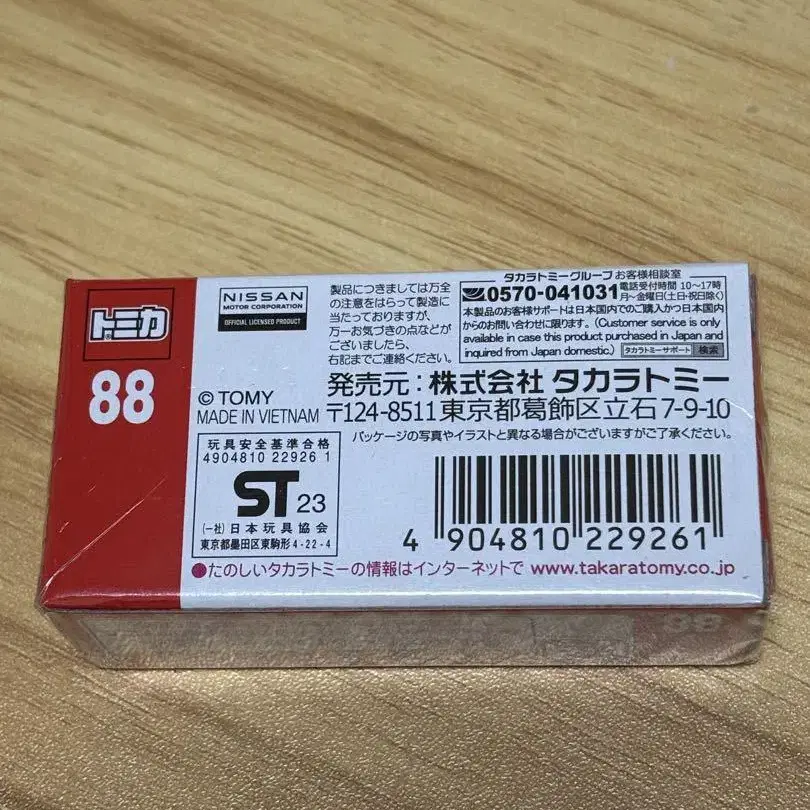 トミカ
88
NISSAN
MOTOR CORPORATION
OFFICIAL LICENSED PRODUCT
© TOMY
MADE IN VIETNAM
製品につきましては万全
の注意をはらって製造に
当たっておりますが、
万一お気づきの点などが
ございましたら、
右記までご連絡ください。
タカラトミーグループ お客様相談室
0570-041031 電話受付時間 10〜17時
月〜金曜日(土・日・祝日除く)
本製品のお客様サポートは日本国内でのご購入かつ日本国内
からのお問い合わせに限ります。(Customer service is only
available in case this product purchased in Japan and
inquired from Japan domestic.) タカラトミーサポート 検索
発売元:株式会社 タカラトミー
〒124-8511 東京都葛飾区立石7-9-10
パッケージの写真やイラストと異なる場合がございますがご了承ください。
玩具安全基準合格
4904810 22926 1
ST 23
(一社)日本玩具協会
東京都墨田区東駒形4-22-4
4 904810 229261
●たのしいタカラトミーの情報はインターネットで www.takaratomy.co.jp
88